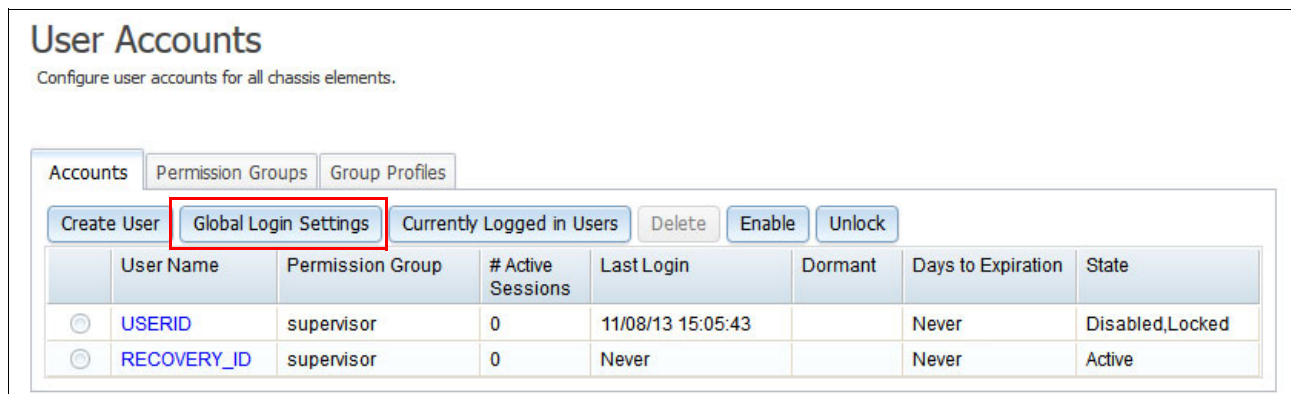 User Accounts
Configure user accounts for all chassis elements.
Accounts Permission Groups Group Profiles
Create User Global Login Settings Currently Logged in Users Delete Enable Unlock
User Name Permission Group # Active Sessions Last Login Dormant Days to Expiration State
USERID supervisor 0 11/08/13 15:05:43 Never Disabled,Locked
RECOVERY_ID supervisor 0 Never Never Active